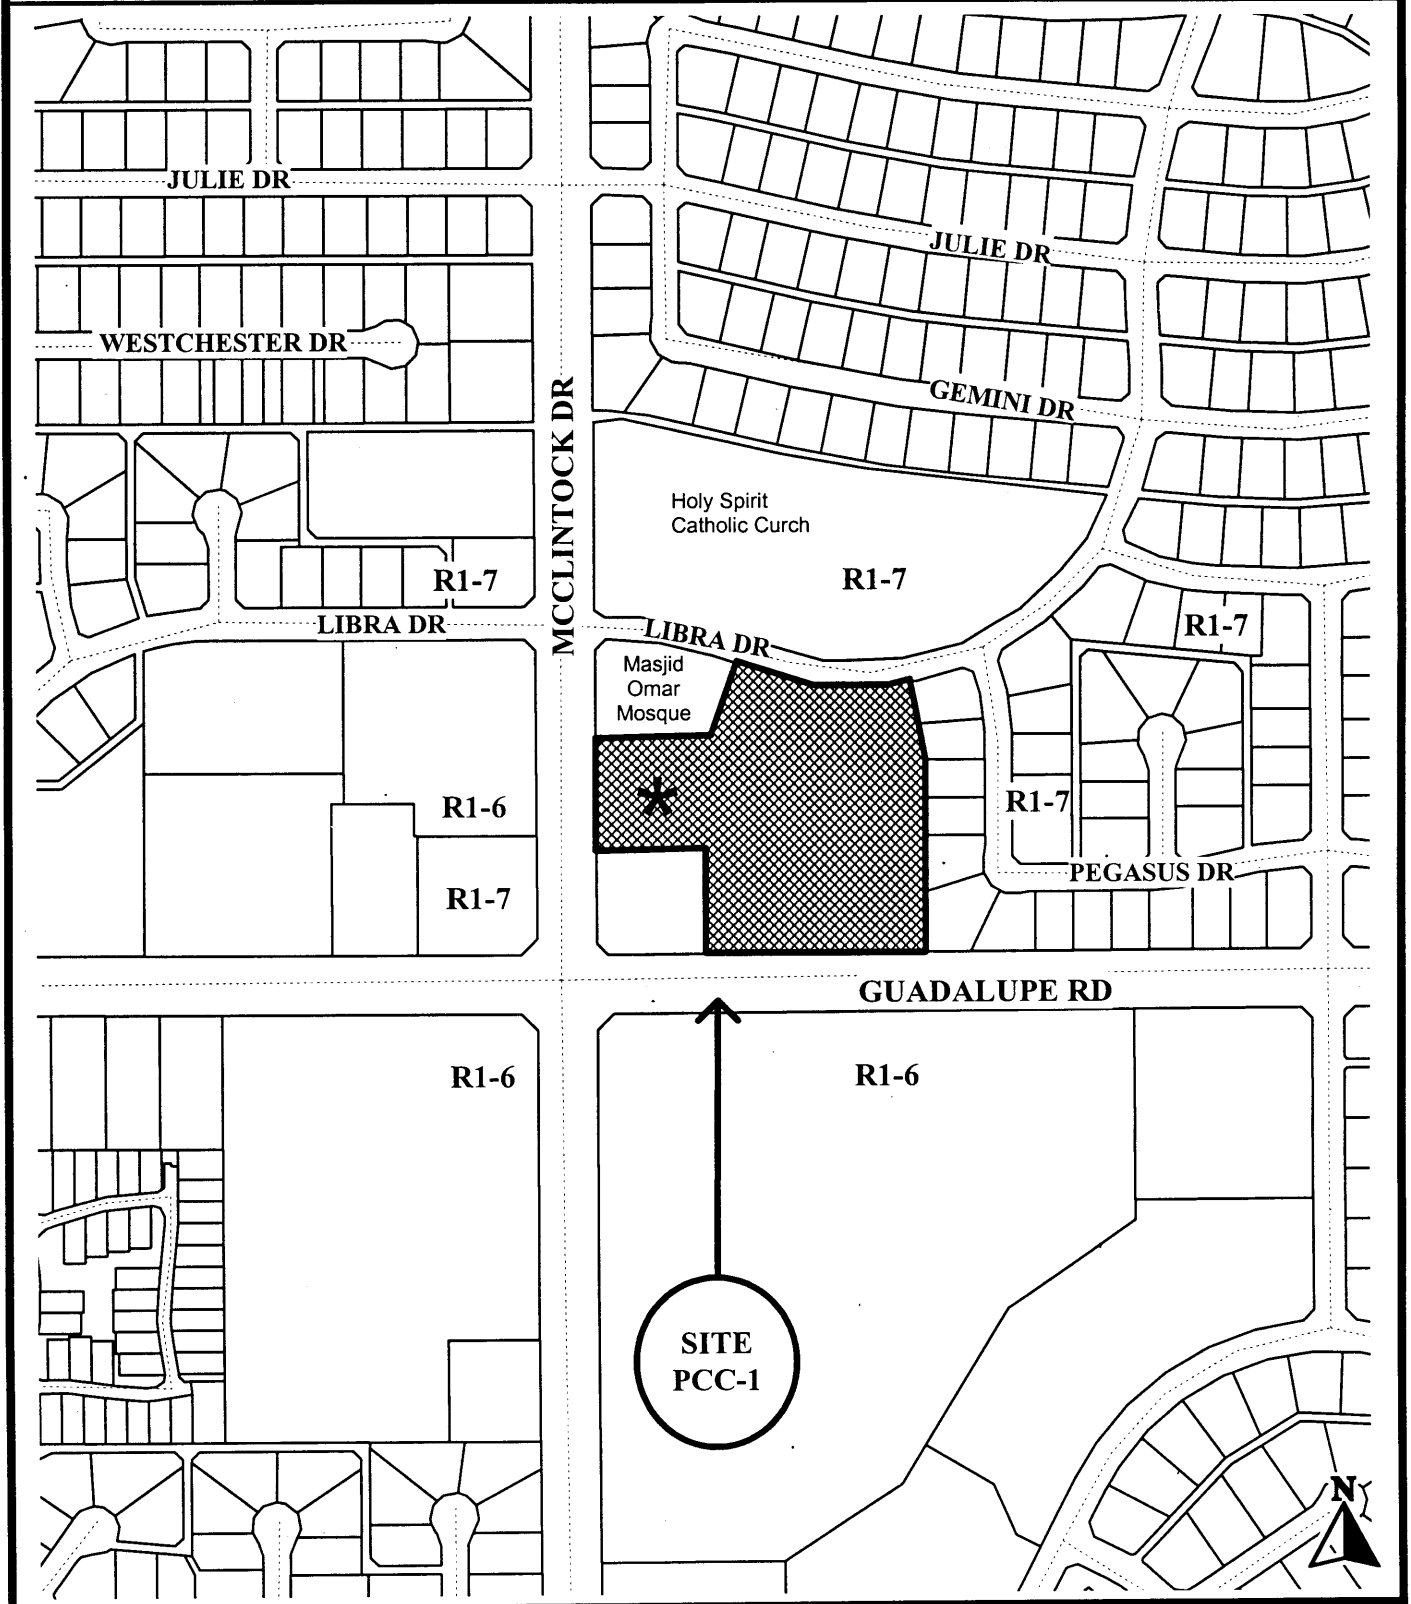 JULIE DR
JULIE DR
WESTCHESTER DR
GEMINI DR
MCCLINTOCK DR
Holy Spirit
Catholic Curch
R1-7
R1-7
LIBRA DR
LIBRA DR
R1-7
Masjid
Omar
Mosque
*
R1-6
R1-7
R1-7
PEGASUS DR
GUADALUPE RD
R1-6
R1-6
SITE
PCC-1
N